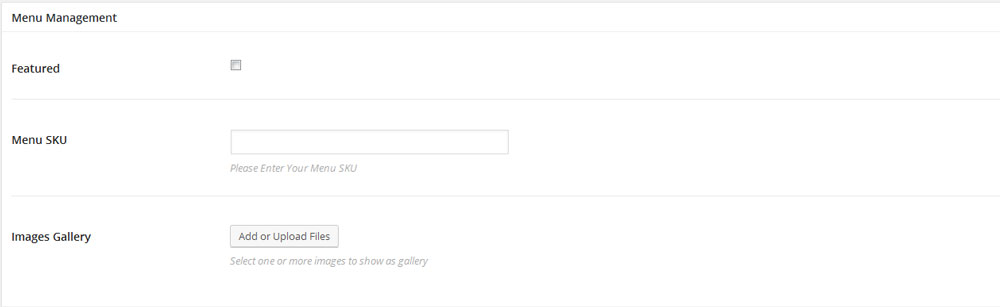 Menu Management
Featured
Menu SKU
Please Enter Your Menu SKU
Images Gallery
Add or Upload Files
Select one or more images to show as gallery